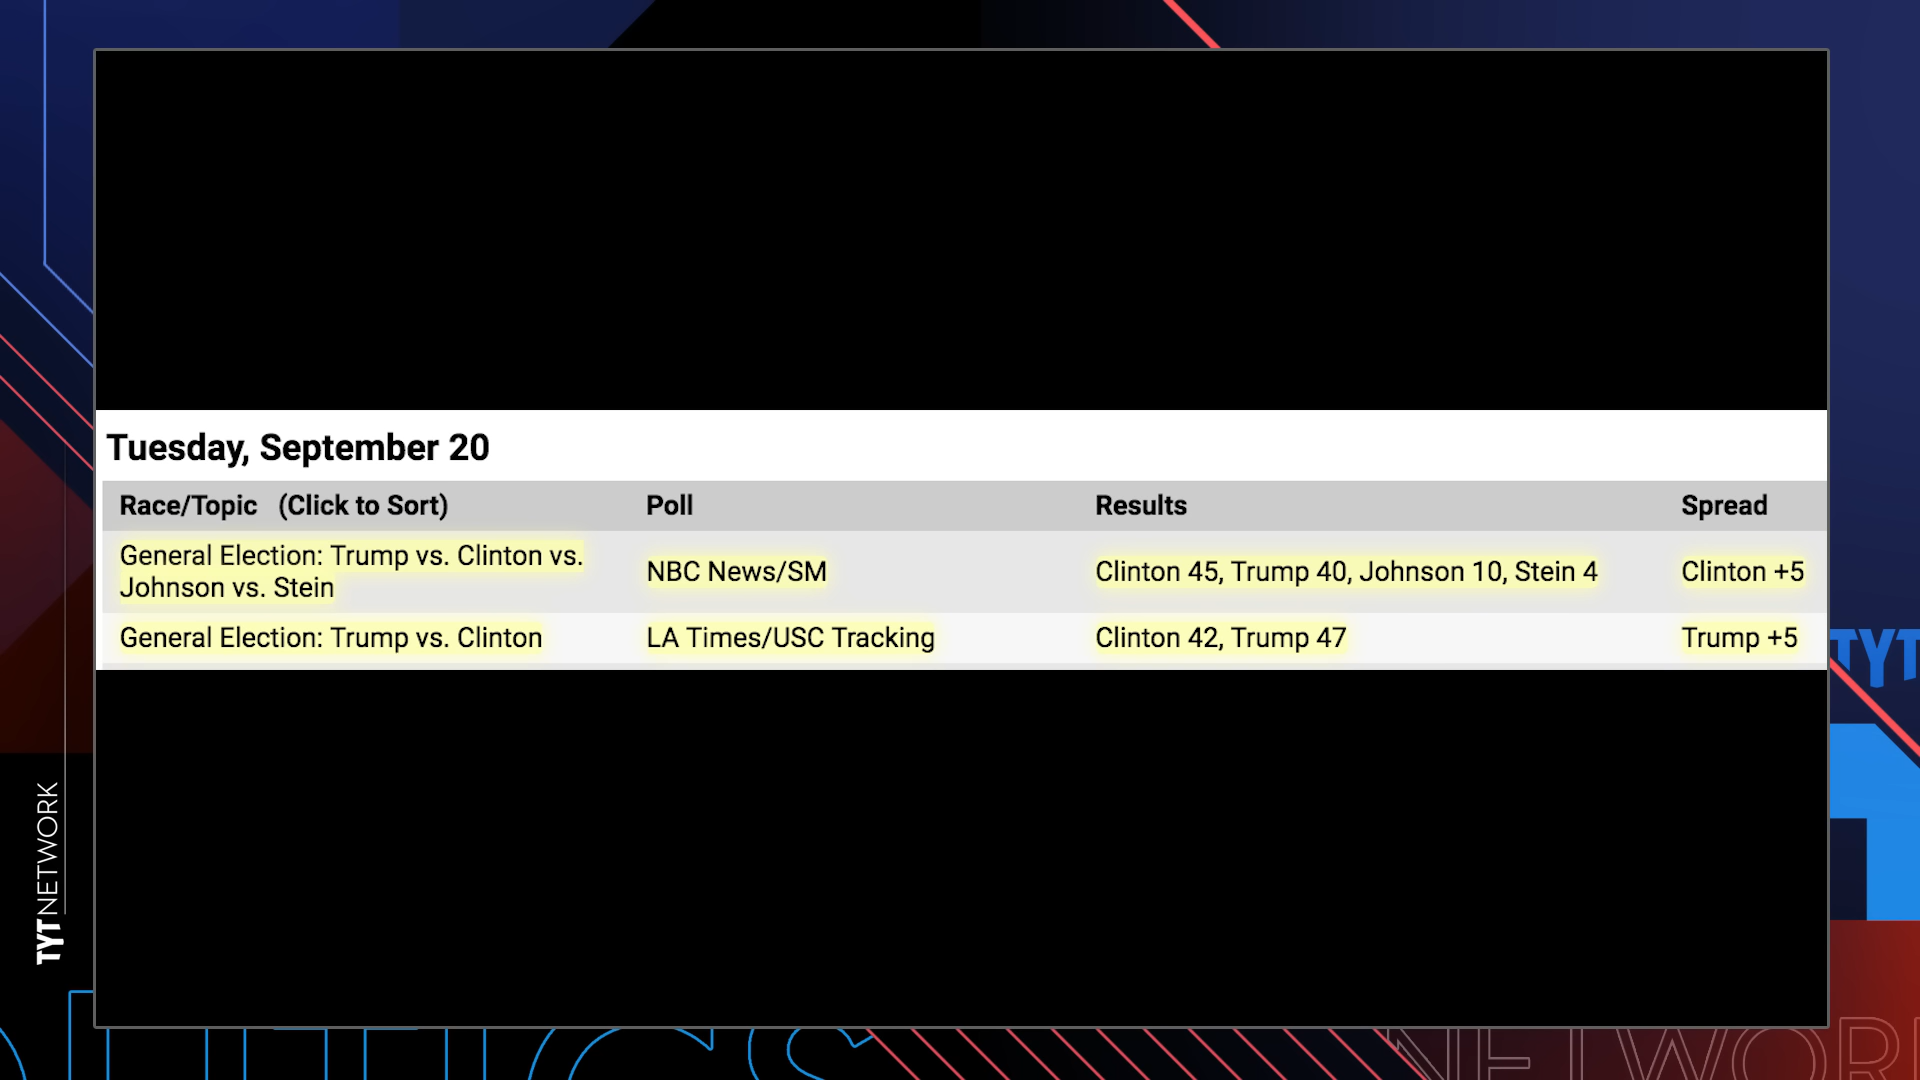 Tuesday, September 20
Race/Topic (Click to Sort) Poll Results Spread
General Election: Trump vs. Clinton vs. Johnson vs. Stein NBC News/SM Clinton 45, Trump 40, Johnson 10, Stein 4 Clinton +5
General Election: Trump vs. Clinton LA Times/USC Tracking Clinton 42, Trump 47 Trump +5
TYT NETWORK
TYT
NETWORK